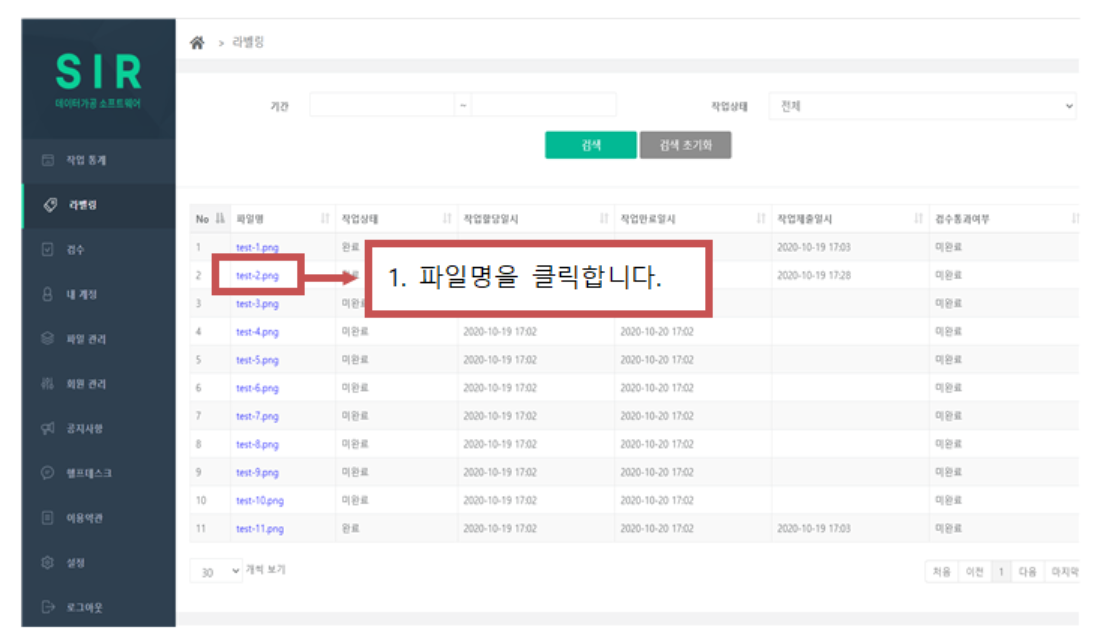 SIR
데이터가공 소프트웨어
작업 통계
라벨링
검수
내 계정
파일 관리
회원 관리
공지사항
헬프데스크
이용약관
설정
로그아웃
> 라벨링
기간 ~ 작업상태 전체
검색 검색 초기화
No 파일명 작업상태 작업할당일시 작업만료일시 작업제출일시 검수통과여부
1 test-1.png 완료 2020-10-19 17:03 미완료
2 test-2.png 2020-10-19 17:28 미완료
1. 파일명을 클릭합니다.
3 test-3.png 미완료 미완료
4 test-4.png 미완료 2020-10-19 17:02 2020-10-20 17:02 미완료
5 test-5.png 미완료 2020-10-19 17:02 2020-10-20 17:02 미완료
6 test-6.png 미완료 2020-10-19 17:02 2020-10-20 17:02 미완료
7 test-7.png 미완료 2020-10-19 17:02 2020-10-20 17:02 미완료
8 test-8.png 미완료 2020-10-19 17:02 2020-10-20 17:02 미완료
9 test-9.png 미완료 2020-10-19 17:02 2020-10-20 17:02 미완료
10 test-10.png 미완료 2020-10-19 17:02 2020-10-20 17:02 미완료
11 test-11.png 완료 2020-10-19 17:02 2020-10-20 17:02 2020-10-19 17:03 미완료
30 개씩 보기 처음 이전 1 다음 마지막